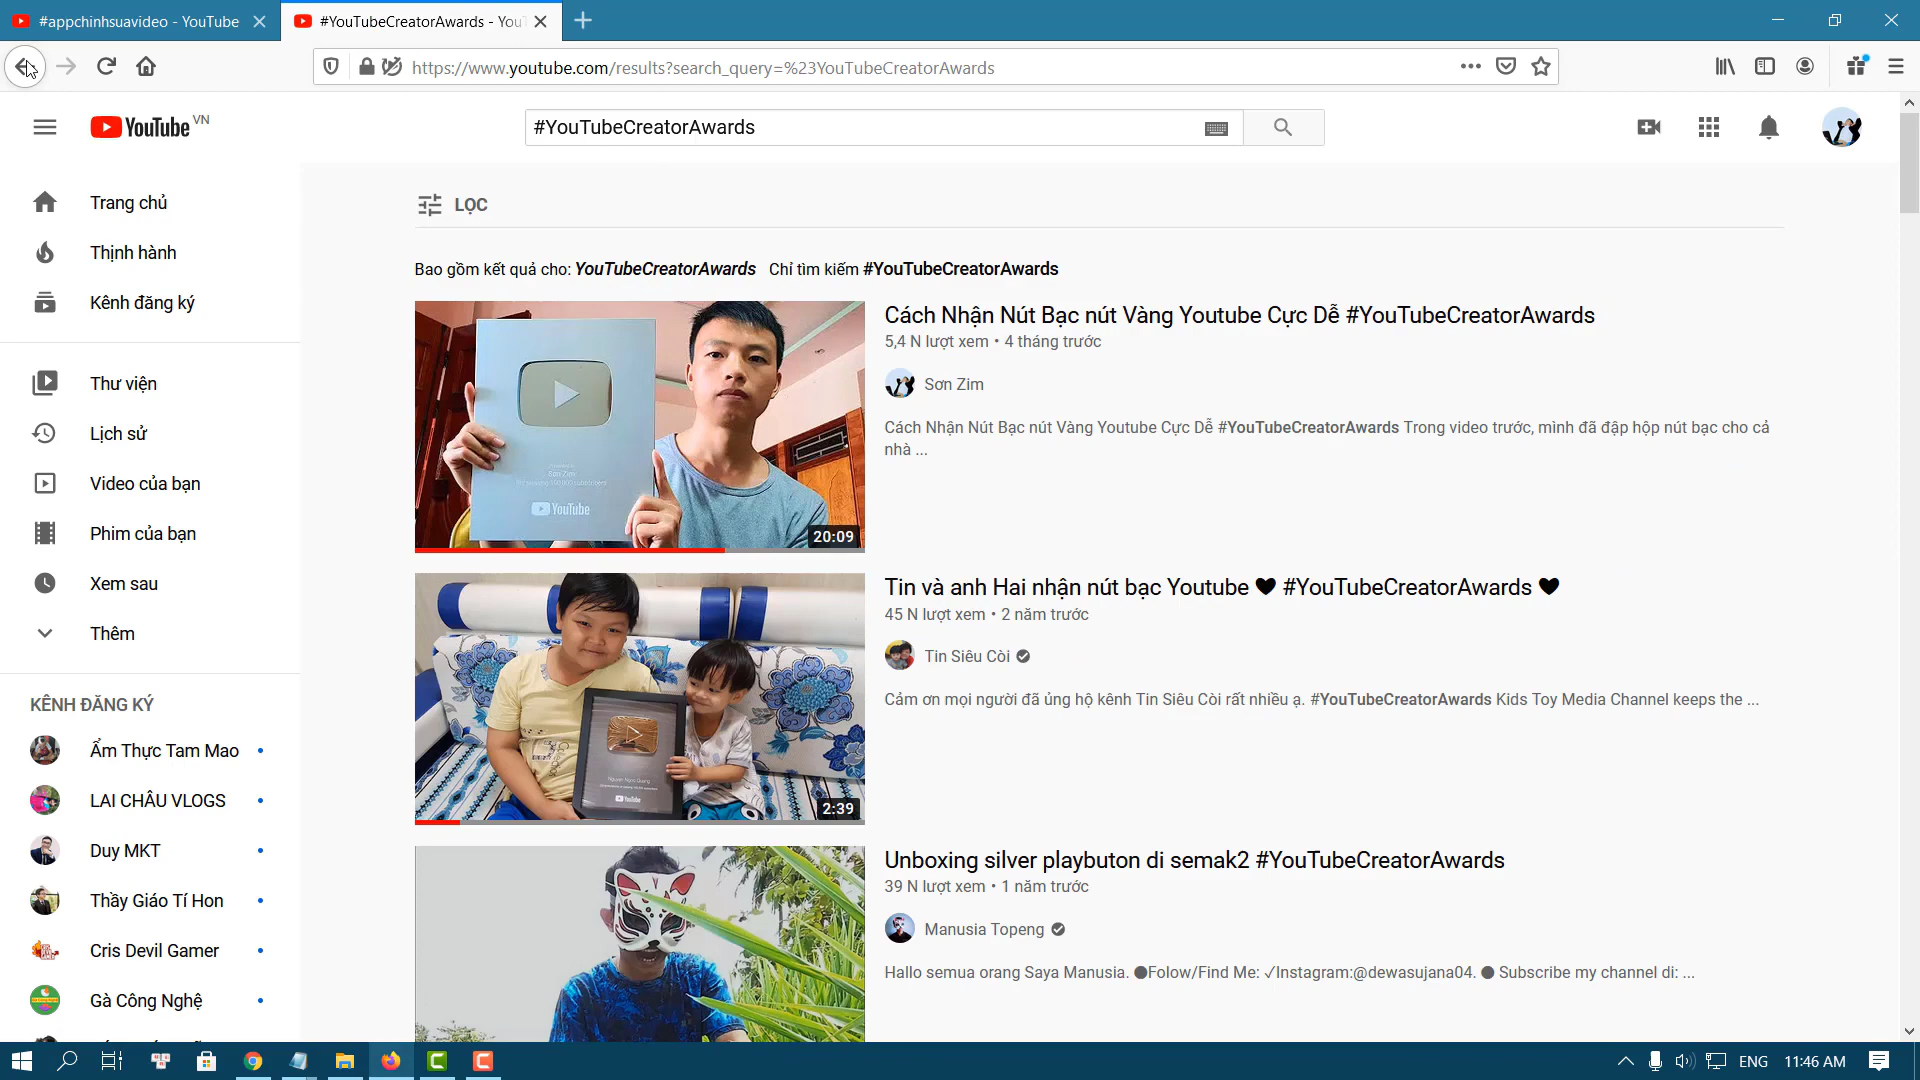 #appchinhsuavideo - YouTube
#YouTubeCreatorAwards - You
https://www.youtube.com/results?search_query=%23YouTubeCreatorAwards
YouTube VN
#YouTubeCreatorAwards
Trang chủ
Thịnh hành
Kênh đăng ký
Thư viện
Lịch sử
Video của bạn
Phim của bạn
Xem sau
Thêm
KÊNH ĐĂNG KÝ
Ẩm Thực Tam Mao
LAI CHÂU VLOGS
Duy MKT
Thầy Giáo Tí Hon
Cris Devil Gamer
Gà Công Nghệ
LỌC
Bao gồm kết quả cho: YouTubeCreatorAwards Chỉ tìm kiếm #YouTubeCreatorAwards
Son Zim
YouTube
20:09
Cách Nhận Nút Bạc nút Vàng Youtube Cực Dễ #YouTubeCreatorAwards
5,4 N lượt xem • 4 tháng trước
Sơn Zim
Cách Nhận Nút Bạc nút Vàng Youtube Cực Dễ #YouTubeCreatorAwards Trong video trước, mình đã đập hộp nút bạc cho cả
nhà ...
YouTube
2:39
Tin và anh Hai nhận nút bạc Youtube 🖤 #YouTubeCreatorAwards 🖤
45 N lượt xem • 2 năm trước
Tin Siêu Còi
Cảm ơn mọi người đã ủng hộ kênh Tin Siêu Còi rất nhiều ạ. #YouTubeCreatorAwards Kids Toy Media Channel keeps the ...
Unboxing silver playbuton di semak2 #YouTubeCreatorAwards
39 N lượt xem • 1 năm trước
Manusia Topeng
Hallo semua orang Saya Manusia. ●Folow/Find Me: ✓Instagram:@dewasujana04. ● Subscribe my channel di: ...
ENG
11:46 AM